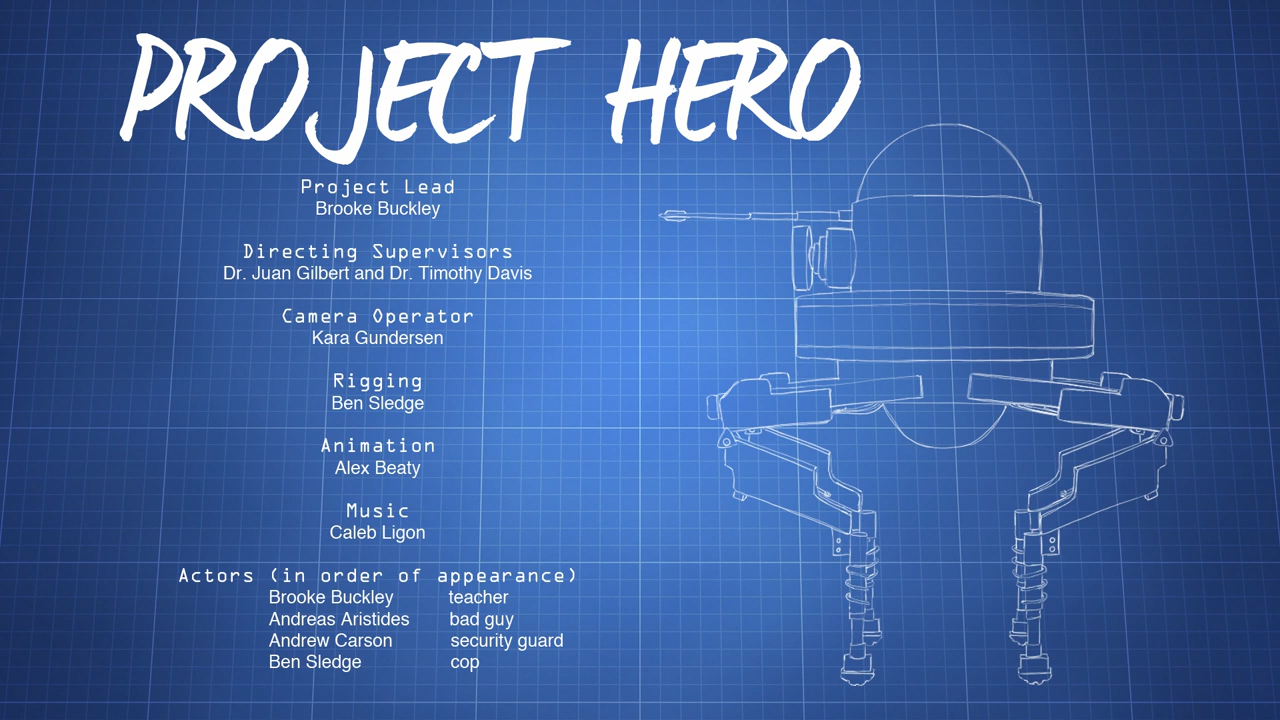 PROJECT HERO
Project Lead
Brooke Buckley
Directing Supervisors
Dr. Juan Gilbert and Dr. Timothy Davis
Camera Operator
Kara Gundersen
Rigging
Ben Sledge
Animation
Alex Beaty
Music
Caleb Ligon
Actors (in order of appearance)
Brooke Buckley teacher
Andreas Aristides bad guy
Andrew Carson security guard
Ben Sledge cop